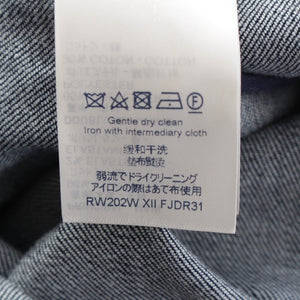 Gentle dry clean
Iron with intermediary cloth
缓和干洗
垫布熨烫
弱流でドライクリーニング
アイロンの際はあて布使用
RW202W XII FJDR31